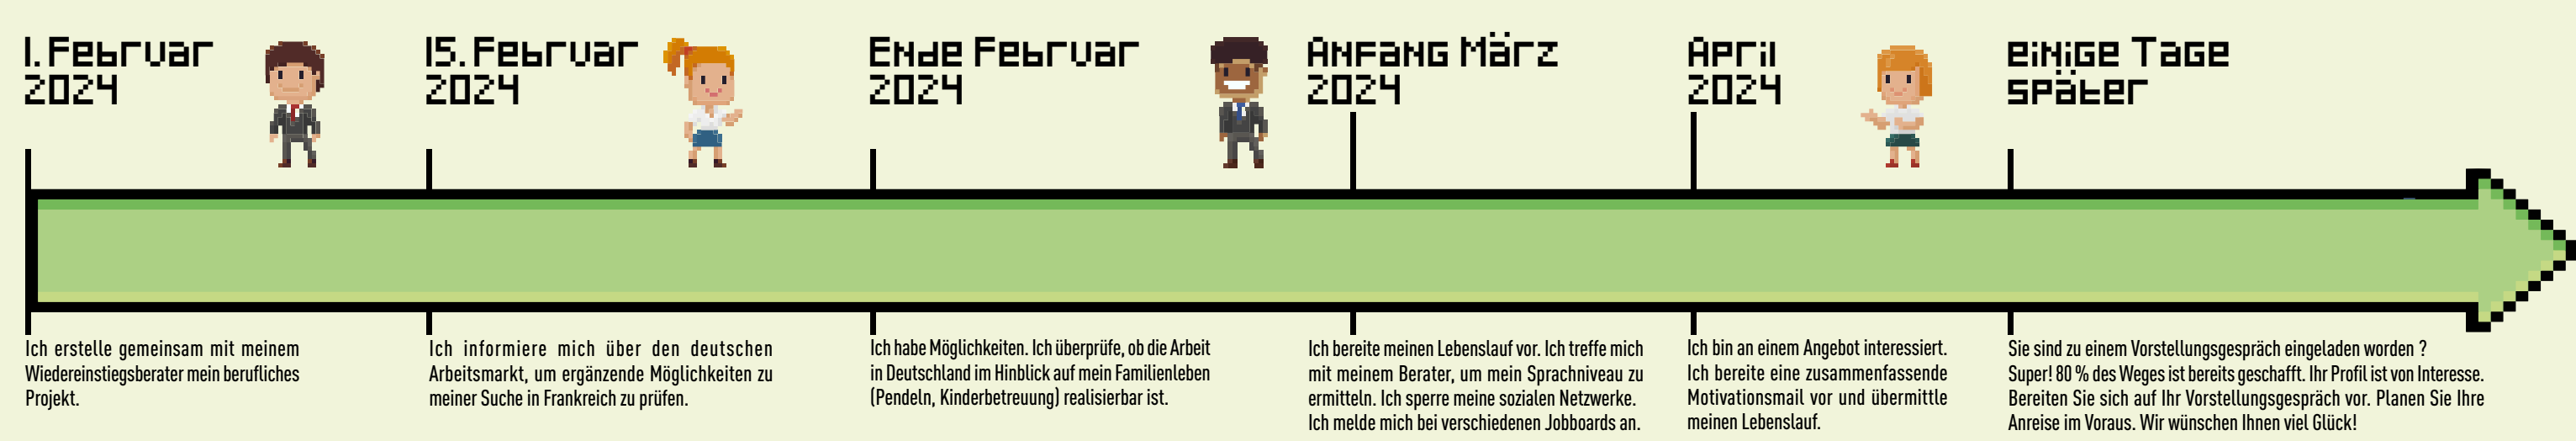 1. Februar
2024
15. Februar
2024
Ende Februar
2024
Anfang März
2024
April
2024
einige Tage
später
Ich erstelle gemeinsam mit meinem
Wiedereinstiegsberater mein berufliches
Projekt.
Ich informiere mich über den deutschen
Arbeitsmarkt, um ergänzende Möglichkeiten zu
meiner Suche in Frankreich zu prüfen.
Ich habe Möglichkeiten. Ich überprüfe, ob die Arbeit
in Deutschland im Hinblick auf mein Familienleben
(Pendeln, Kinderbetreuung) realisierbar ist.
Ich bereite meinen Lebenslauf vor. Ich treffe mich
mit meinem Berater, um mein Sprachniveau zu
ermitteln. Ich sperre meine sozialen Netzwerke.
Ich melde mich bei verschiedenen Jobboards an.
Ich bin an einem Angebot interessiert.
Ich bereite eine zusammenfassende
Motivationsmail vor und übermittle
meinen Lebenslauf.
Sie sind zu einem Vorstellungsgespräch eingeladen worden ?
Super! 80 % des Weges ist bereits geschafft. Ihr Profil ist von Interesse.
Bereiten Sie sich auf Ihr Vorstellungsgespräch vor. Planen Sie Ihre
Anreise im Voraus. Wir wünschen Ihnen viel Glück!